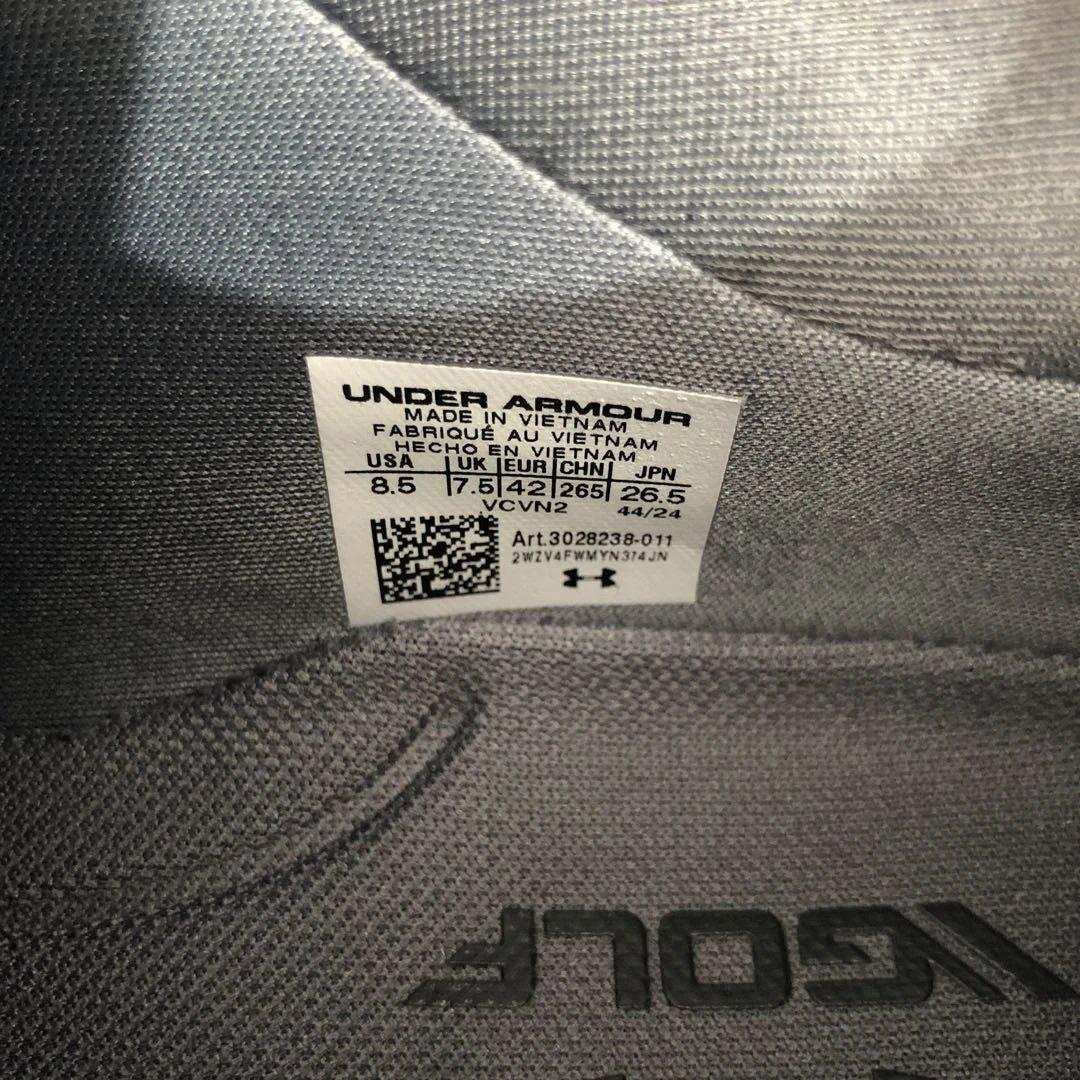 UNDER ARMOUR
MADE IN VIETNAM
FABRIQUÉ AU VIETNAM
HECHO EN VIETNAM
USA UK EUR CHN JPN
8.5 7.5 42 265 26.5
VCVN2 44/24
Art.3028238-011
2WZV4FWMYN374JN
GOLF